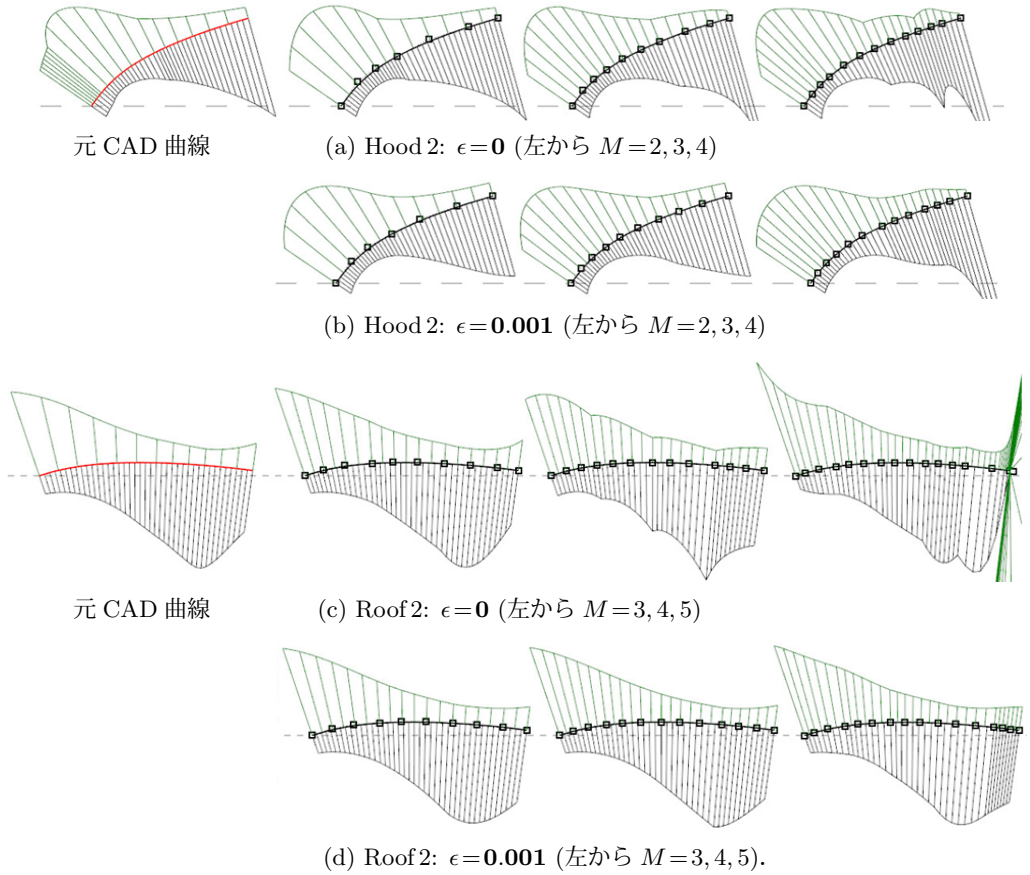 元 CAD 曲線
(a) Hood 2: ϵ=0 (左から M=2, 3, 4)
(b) Hood 2: ϵ=0.001 (左から M=2, 3, 4)
元 CAD 曲線
(c) Roof 2: ϵ=0 (左から M=3, 4, 5)
(d) Roof 2: ϵ=0.001 (左から M=3, 4, 5).